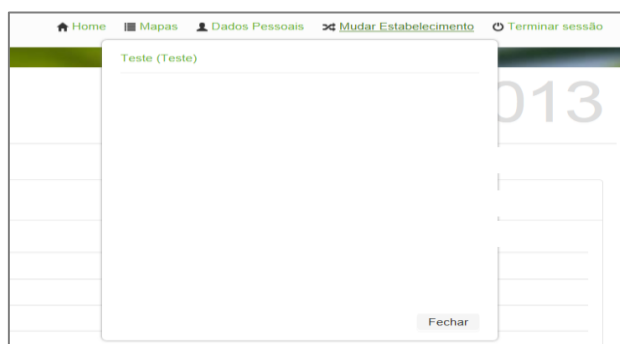 Home Mapas Dados Pessoais Mudar Estabelecimento Terminar sessão
Teste (Teste)
013
Fechar